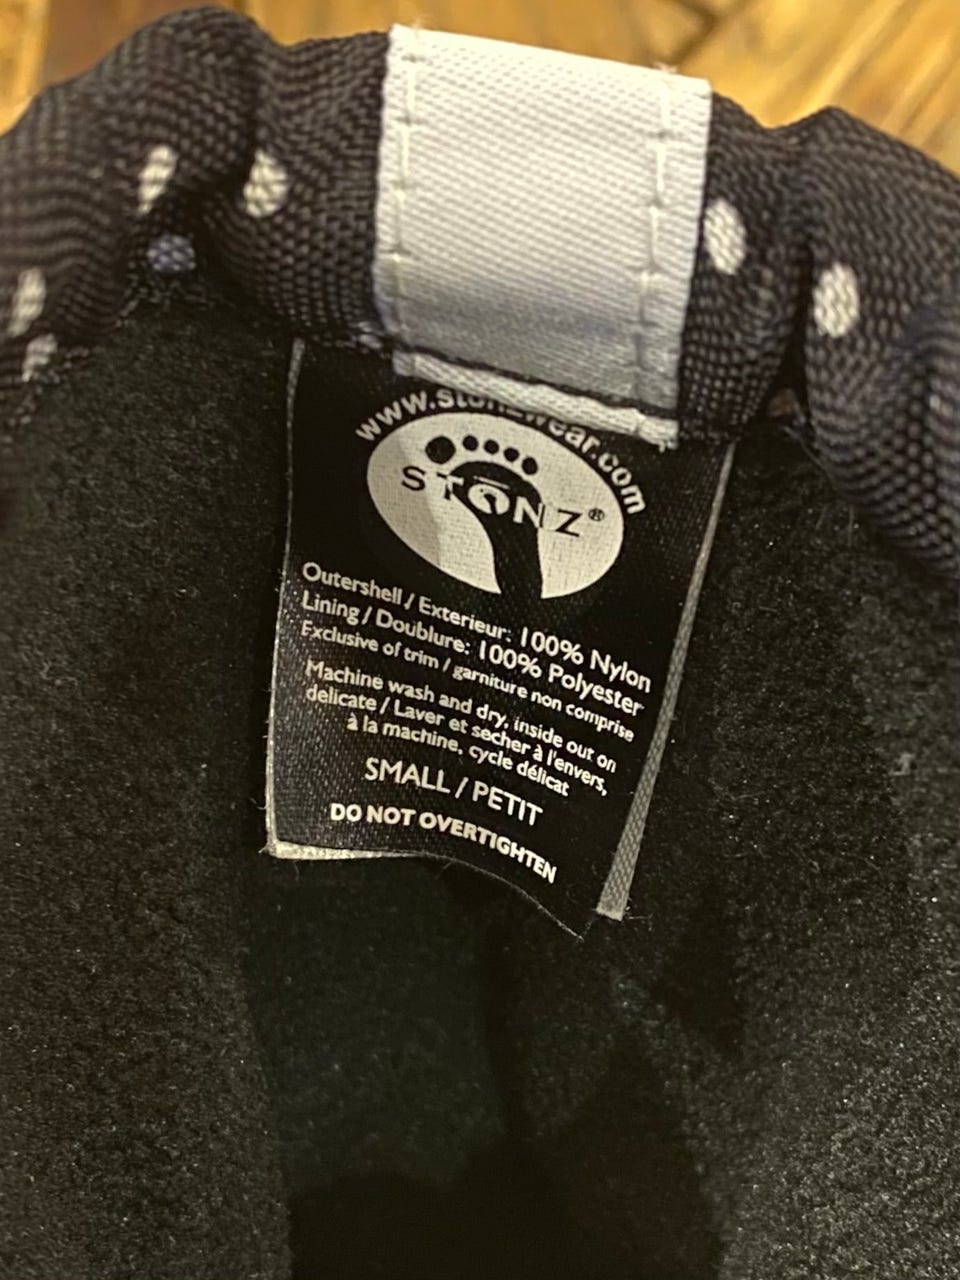 www.stonzwear.com
STŌNZ®
Outershell / Exterieur: 100% Nylon
Lining / Doublure: 100% Polyester
Exclusive of trim / garniture non comprise
Machine wash and dry, inside out on
delicate / Laver et secher à l'envers,
à la machine, cycle délicat
SMALL / PETIT
DO NOT OVERTIGHTEN